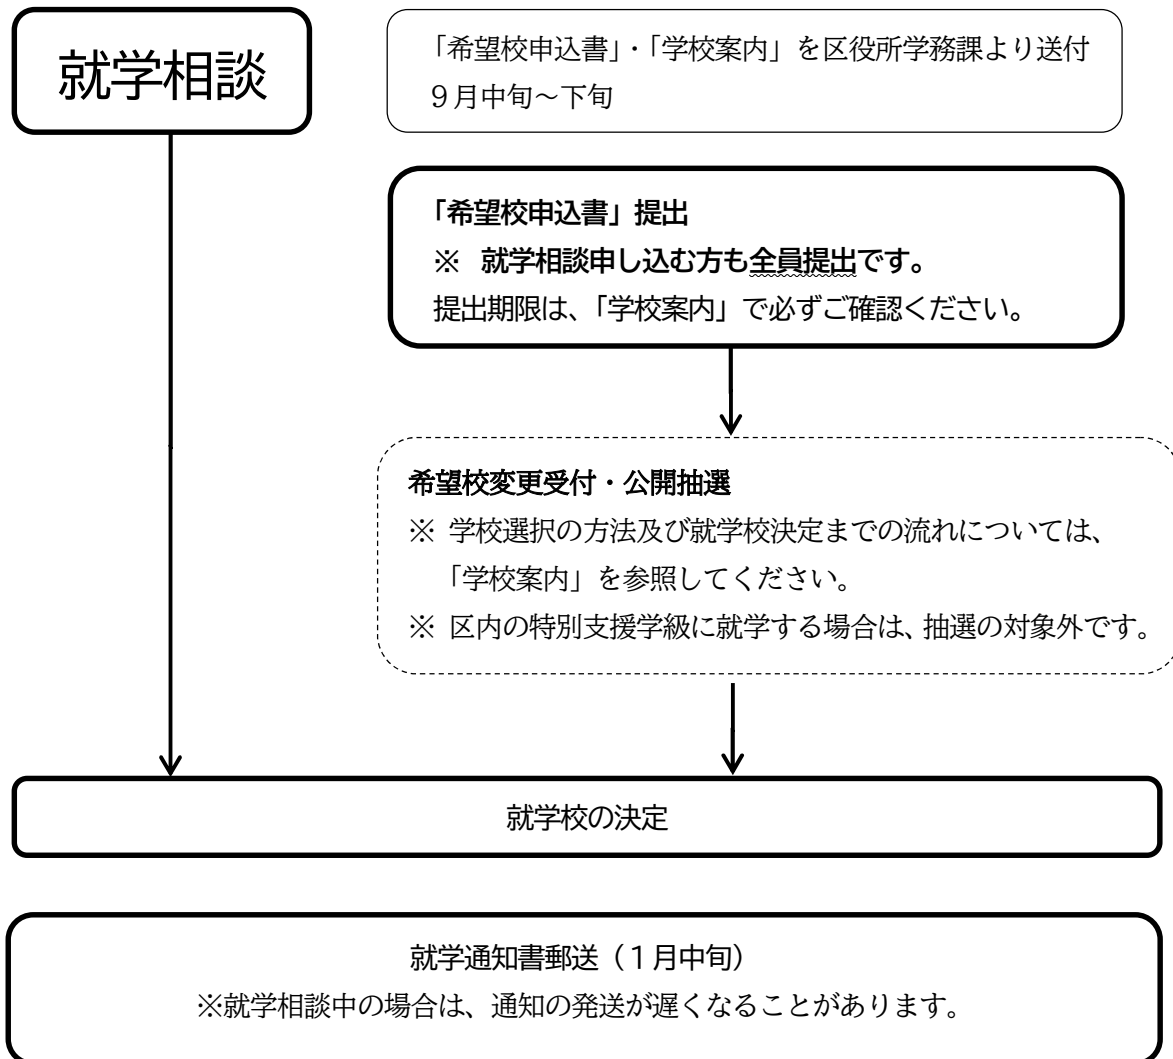 就学相談
「希望校申込書」・「学校案内」を区役所学務課より送付
９月中旬～下旬
「希望校申込書」提出
※　就学相談申し込む方も全員提出です。
提出期限は、「学校案内」で必ずご確認ください。
希望校変更受付・公開抽選
※ 学校選択の方法及び就学校決定までの流れについては、
「学校案内」を参照してください。
※ 区内の特別支援学級に就学する場合は、抽選の対象外です。
就学校の決定
就学通知書郵送（１月中旬）
※就学相談中の場合は、通知の発送が遅くなることがあります。